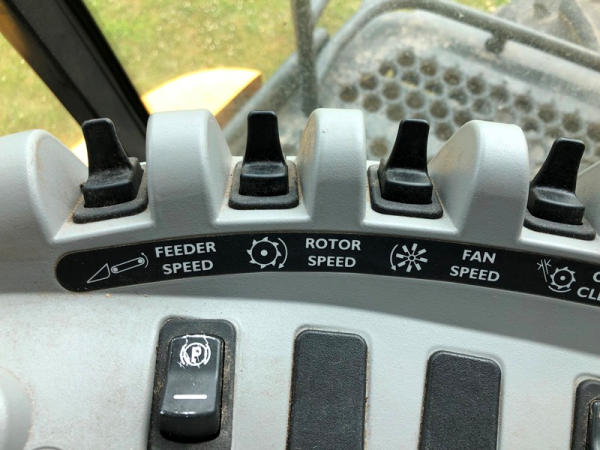 FEEDER
SPEED
ROTOR
SPEED
FAN
SPEED
P